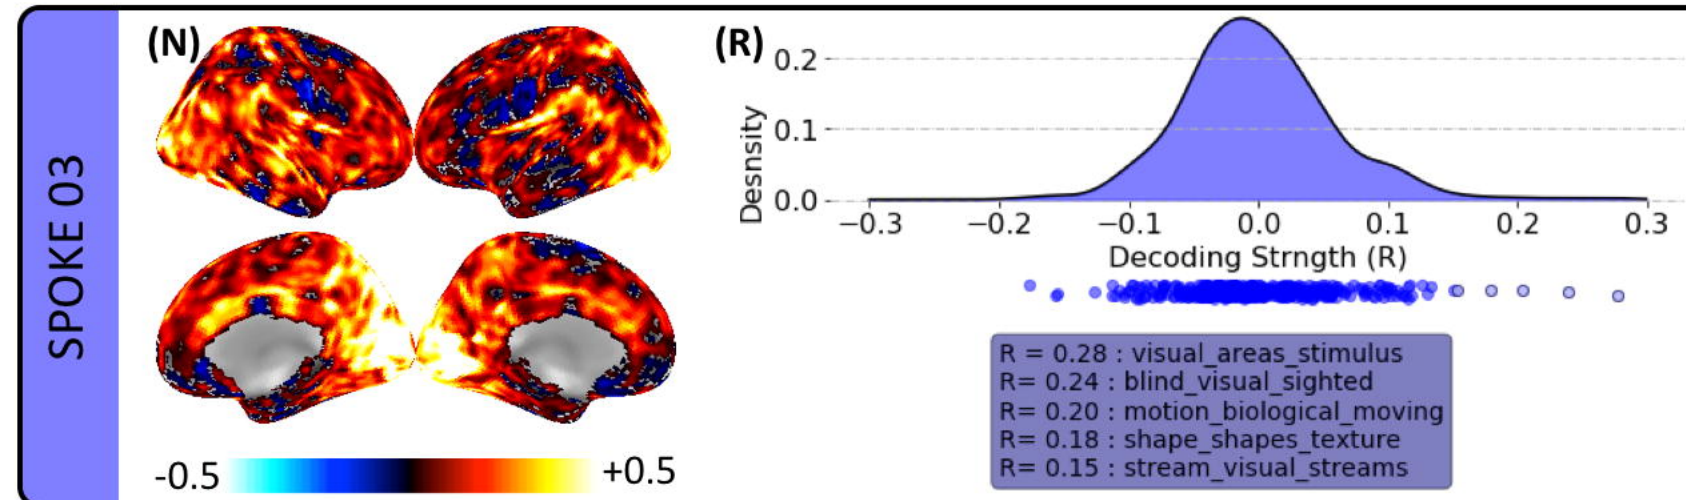 SPOKE 03
(N)
-0.5
+0.5
(R)
Desnsity
0.2
0.1
0.0
−0.3
−0.2
−0.1
0.0
0.1
0.2
0.3
Decoding Strngth (R)
R = 0.28 : visual_areas_stimulus
R= 0.24 : blind_visual_sighted
R= 0.20 : motion_biological_moving
R= 0.18 : shape_shapes_texture
R= 0.15 : stream_visual_streams